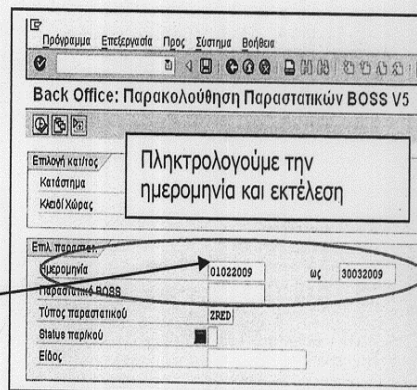 Πρόγραμμα Επεξεργασία Προς Σύστημα Βοήθεια
Back Office: Παρακολούθηση Παραστατικών BOSS V5
Επιλογή κατ/τος
Κατάστημα
Κλειδί Χώρας
Πληκτρολογούμε την
ημερομηνία και εκτέλεση
Επιλ. παραστατ.
Ημερομηνία 01022009 ως 30032009
Παραστατικό BOSS
Τύπος παραστατικού ZRED
Status παρ/κού
Είδος